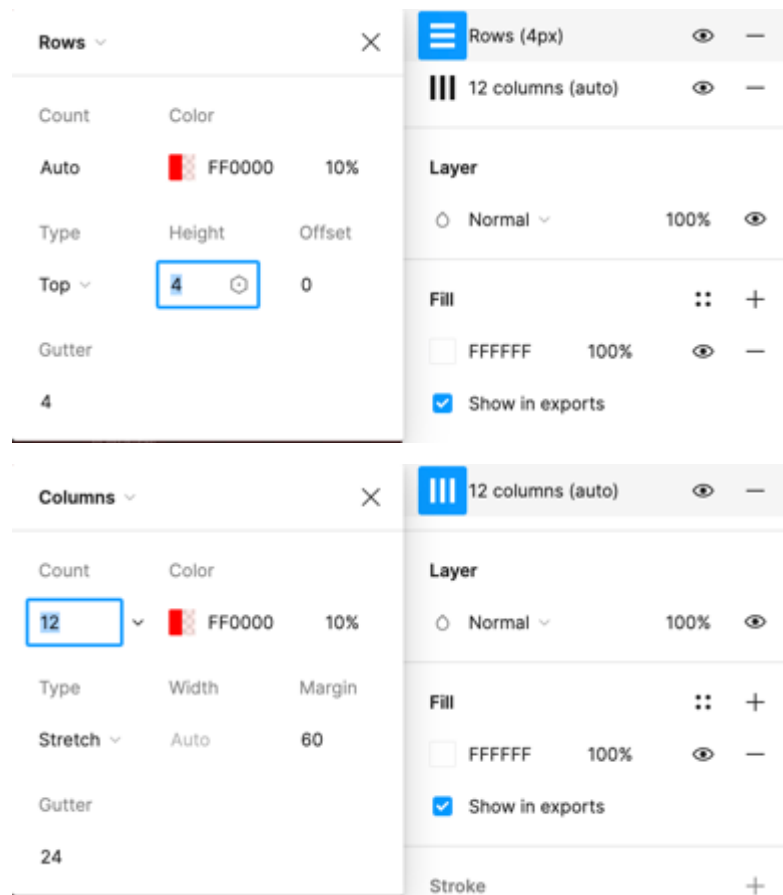 Rows
Count Color
Auto FF0000 10%
Type Height Offset
Top 4 0
Gutter
4
Rows (4px)
12 columns (auto)
Layer
Normal 100%
Fill
FFFFFF 100%
Show in exports
Columns
Count Color
12 FF0000 10%
Type Width Margin
Stretch Auto 60
Gutter
24
12 columns (auto)
Layer
Normal 100%
Fill
FFFFFF 100%
Show in exports
Stroke